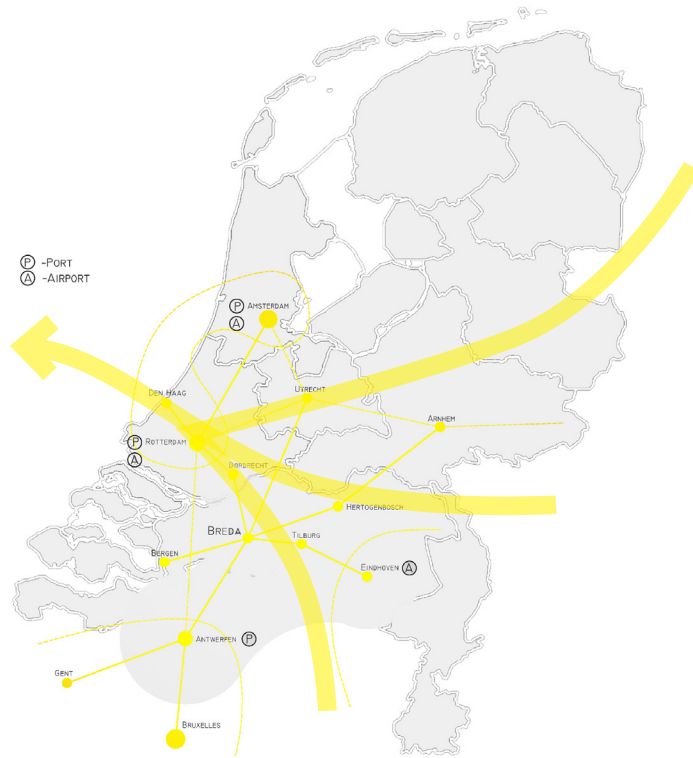 P -PORT
A -AIRPORT
P AMSTERDAM
A
DEN HAAG
UTRECHT
ARNHEM
P ROTTERDAM
A
DORDRECHT
HERTOGENBOSCH
BREDA
TILBURG
BERGEN
EINDHOVEN A
ANTWERPEN P
GENT
BRUXELLES